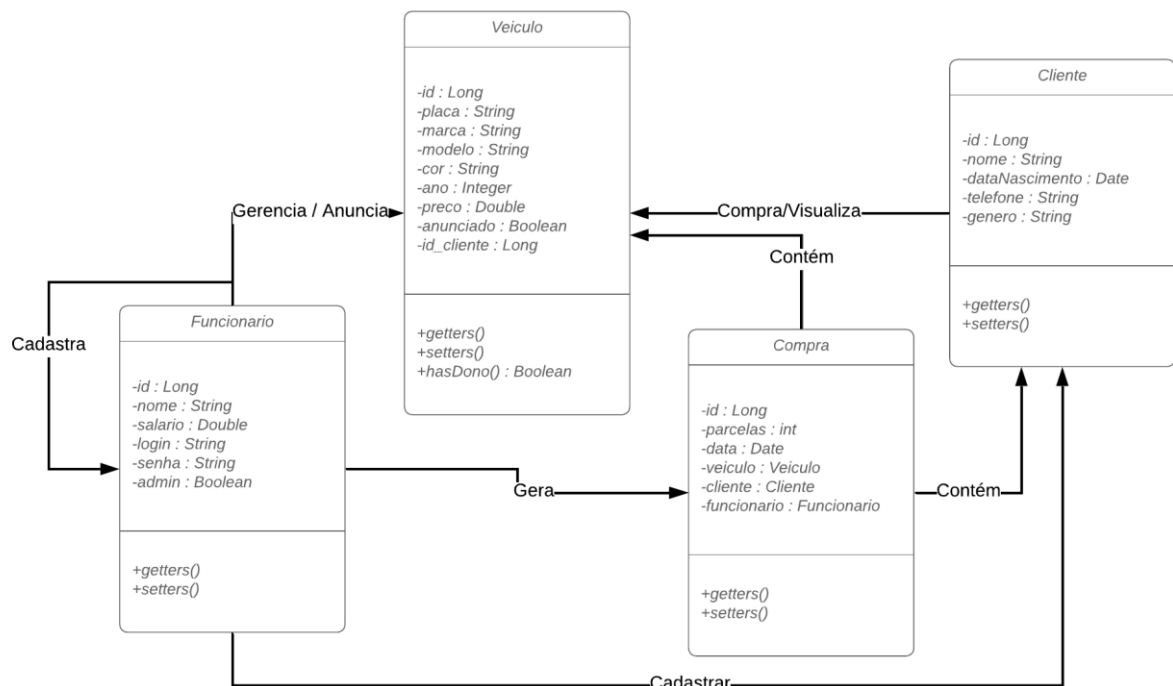 Veiculo
-id : Long
-placa : String
-marca : String
-modelo : String
-cor : String
-ano : Integer
-preco : Double
-anunciado : Boolean
-id_cliente : Long
+getters()
+setters()
+hasDono() : Boolean
Cliente
-id : Long
-nome : String
-dataNascimento : Date
-telefone : String
-genero : String
+getters()
+setters()
Gerencia / Anuncia
Compra/Visualiza
Contém
Cadastra
Funcionario
-id : Long
-nome : String
-salario : Double
-login : String
-senha : String
-admin : Boolean
+getters()
+setters()
Gera
Compra
-id : Long
-parcelas : int
-data : Date
-veiculo : Veiculo
-cliente : Cliente
-funcionario : Funcionario
+getters()
+setters()
Contém
Cadastrar